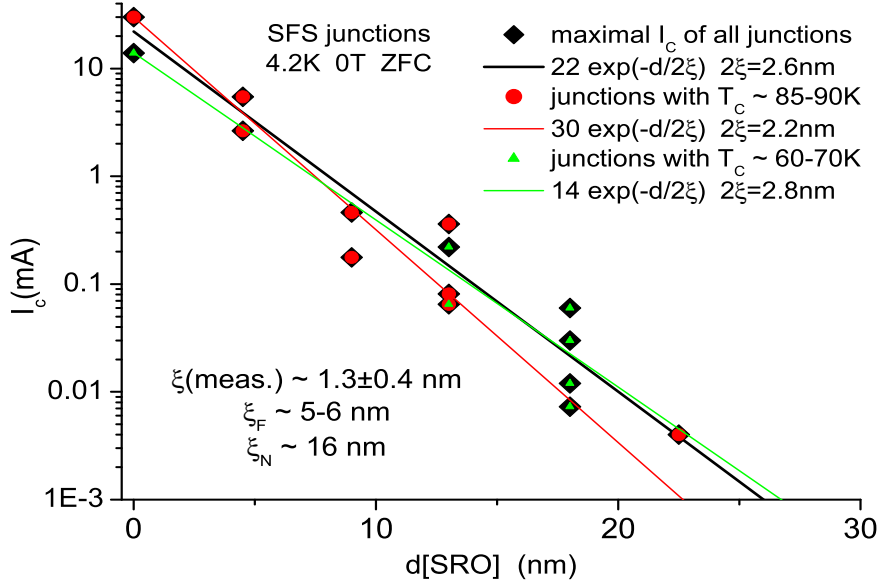 SFS junctions
4.2K 0T ZFC
maximal I_C of all junctions
22 exp(-d/2ξ) 2ξ=2.6nm
junctions with T_C ~ 85-90K
30 exp(-d/2ξ) 2ξ=2.2nm
junctions with T_C ~ 60-70K
14 exp(-d/2ξ) 2ξ=2.8nm
I_c(mA)
10
1
0.1
0.01
1E-3
ξ(meas.) ~ 1.3±0.4 nm
ξ_F ~ 5-6 nm
ξ_N ~ 16 nm
0 10 20 30
d[SRO] (nm)